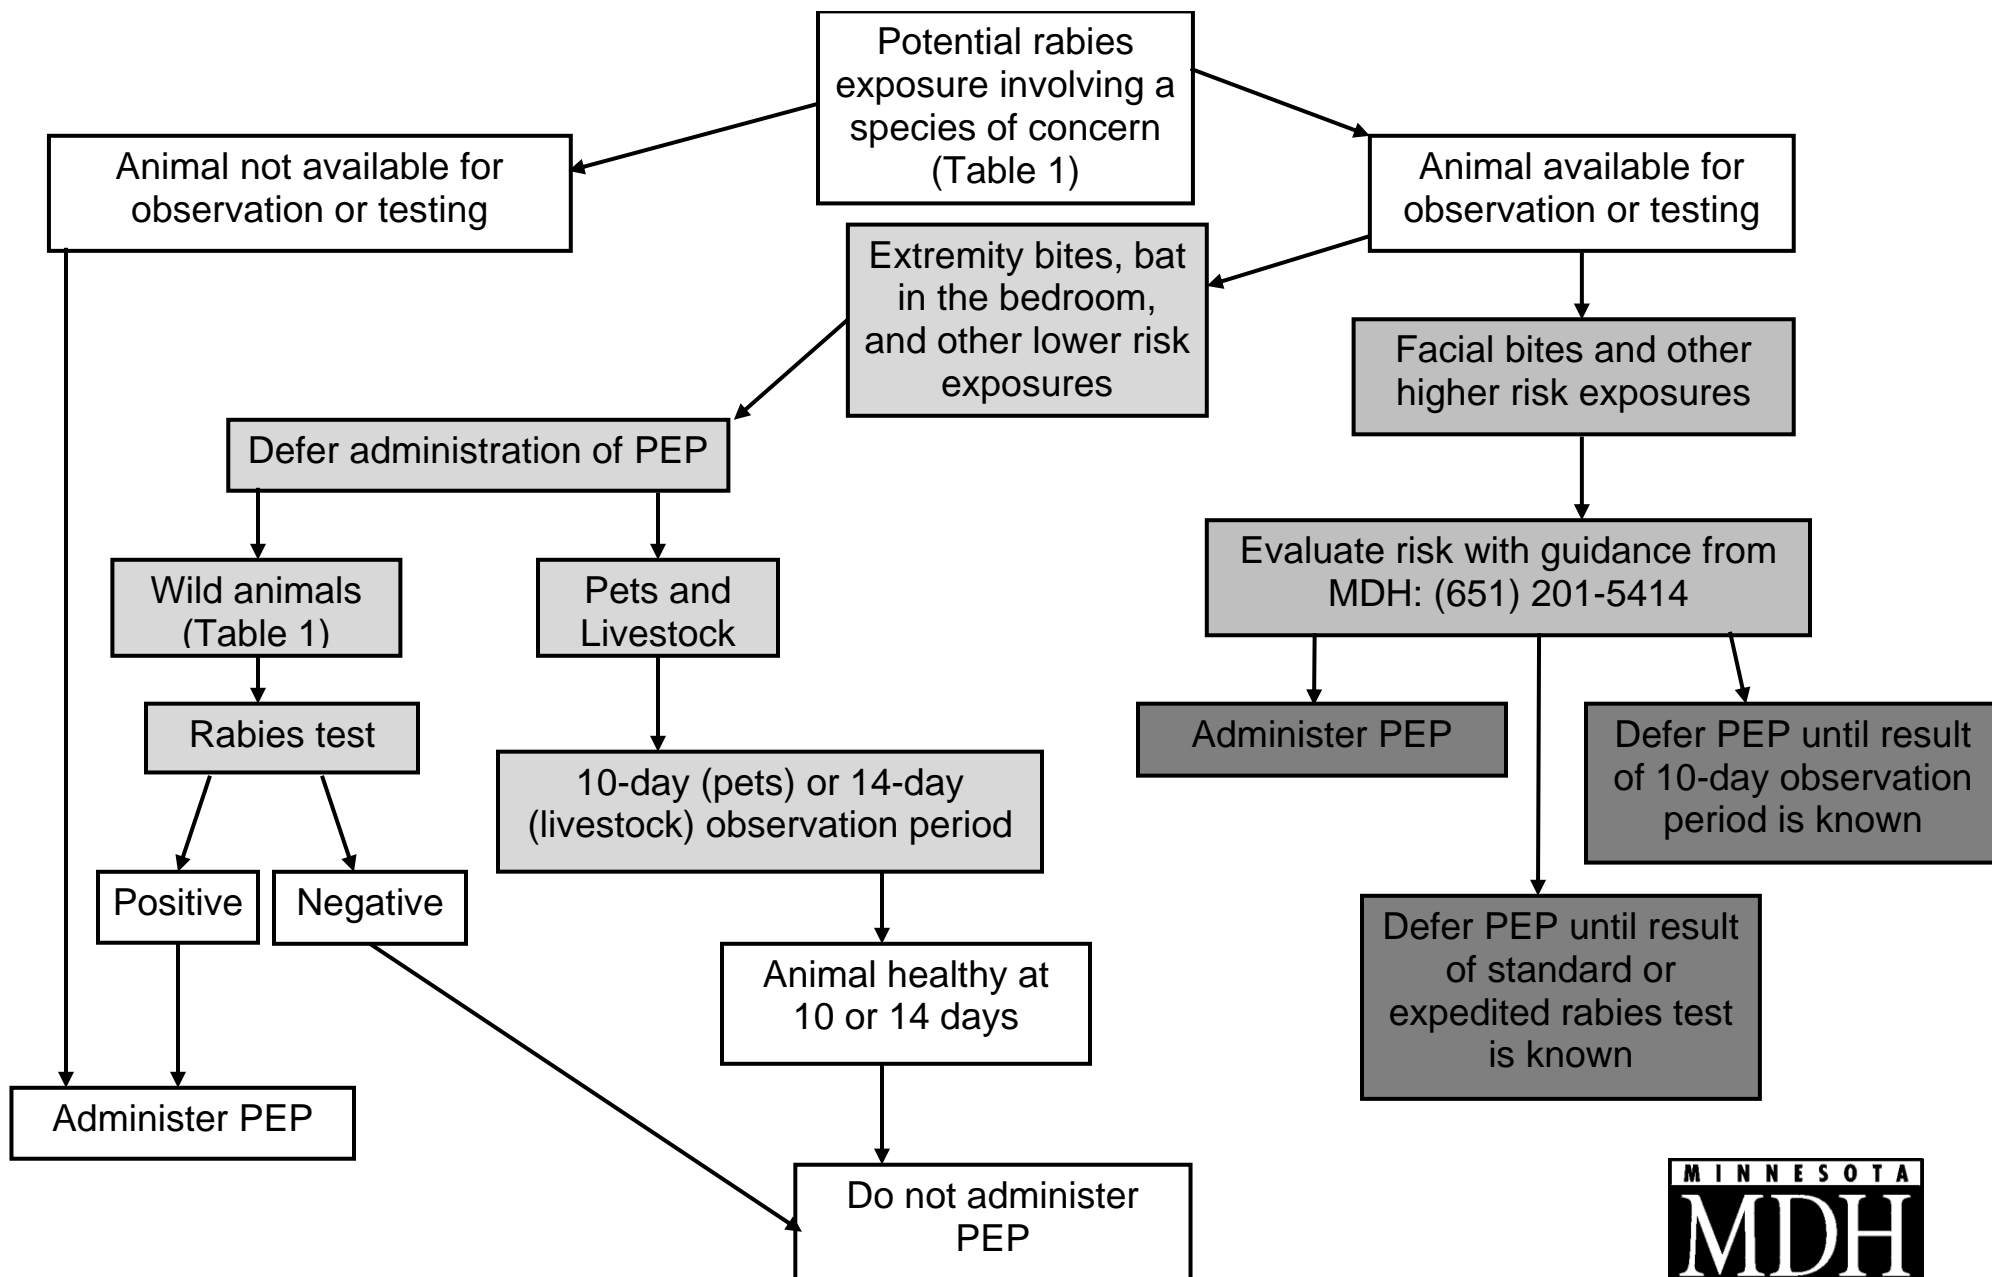 Potential rabies
exposure involving a
species of concern
(Table 1)
Animal not available for
observation or testing
Animal available for
observation or testing
Extremity bites, bat
in the bedroom,
and other lower risk
exposures
Facial bites and other
higher risk exposures
Defer administration of PEP
Evaluate risk with guidance from
MDH: (651) 201-5414
Wild animals
(Table 1)
Pets and
Livestock
Rabies test
Administer PEP
Defer PEP until result
of 10-day observation
period is known
10-day (pets) or 14-day
(livestock) observation period
Positive
Negative
Defer PEP until result
of standard or
expedited rabies test
is known
Animal healthy at
10 or 14 days
Administer PEP
Do not administer
PEP
MINNESOTA
MDH